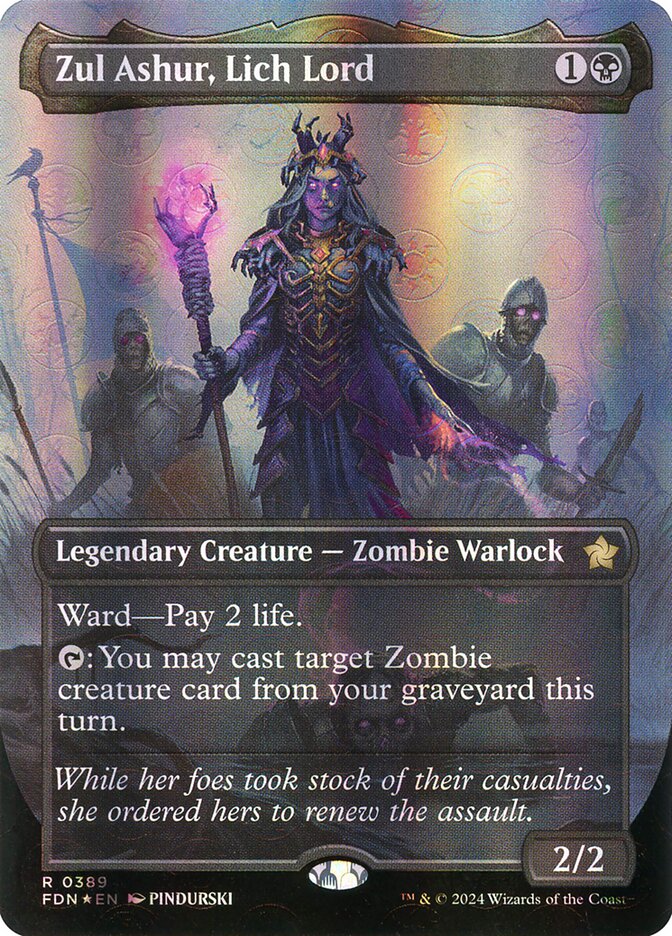 Zul Ashur, Lich Lord 1
Legendary Creature — Zombie Warlock
Ward—Pay 2 life.
: You may cast target Zombie
creature card from your graveyard this
turn.
While her foes took stock of their casualties,
she ordered hers to renew the assault.
2/2
R 0389
FDN★EN PINDURSKI ™ & © 2024 Wizards of the Coast